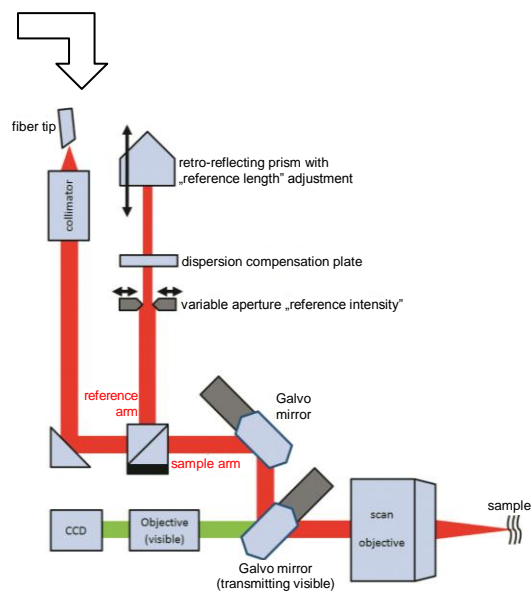 fiber tip
collimator
retro-reflecting prism with
„reference length” adjustment
dispersion compensation plate
variable aperture „reference intensity”
reference
arm
Galvo
mirror
sample arm
sample
CCD
Objective
(visible)
scan
objective
Galvo mirror
(transmitting visible)